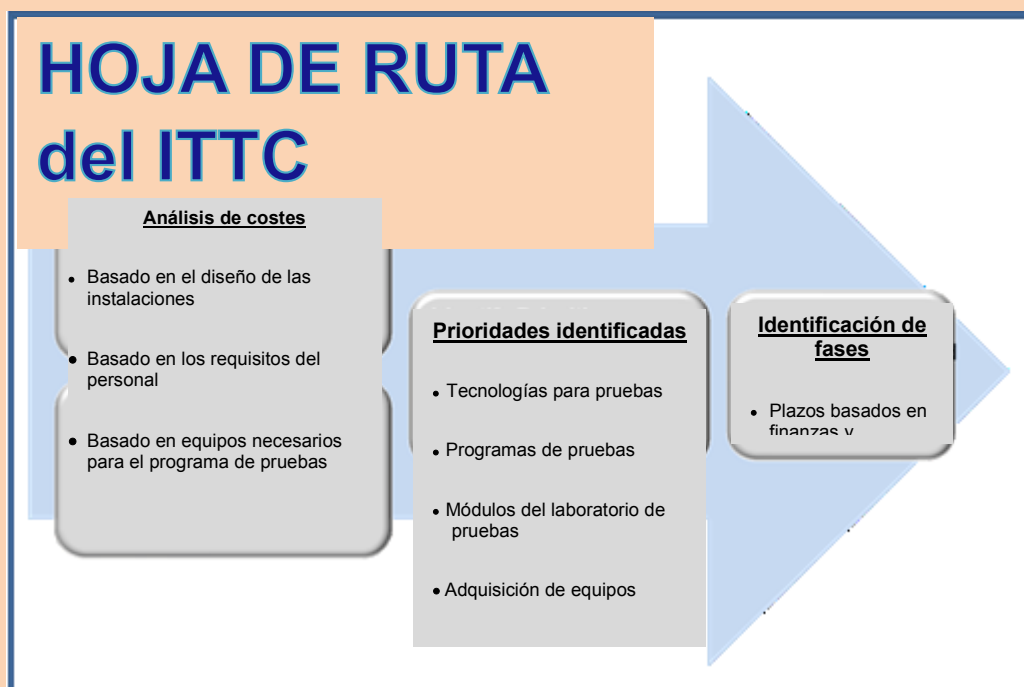 HOJA DE RUTA
del ITTC
Análisis de costes
• Basado en el diseño de las
instalaciones
• Basado en los requisitos del
personal
• Basado en equipos necesarios
para el programa de pruebas
Prioridades identificadas
• Tecnologías para pruebas
• Programas de pruebas
• Módulos del laboratorio de
pruebas
• Adquisición de equipos
Identificación de
fases
• Plazos basados en
finanzas y